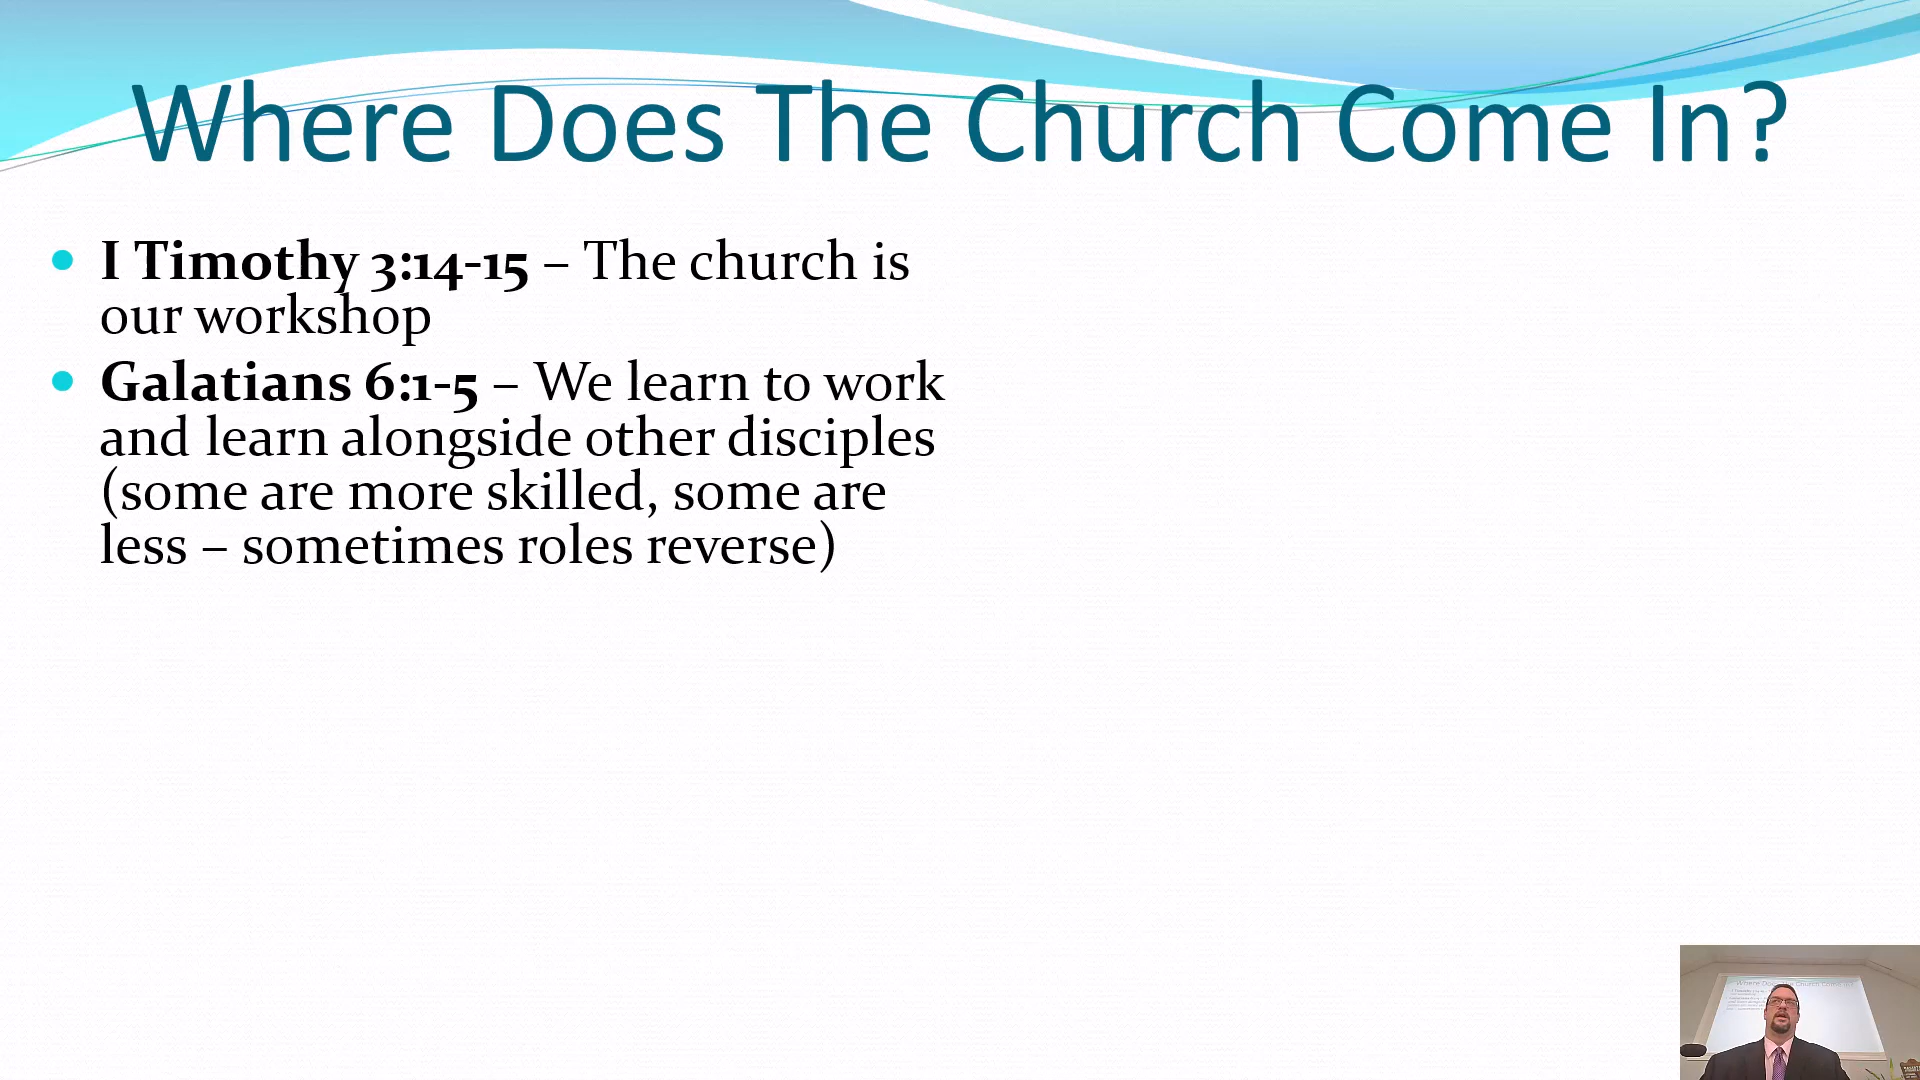 Where Does The Church Come In?
I Timothy 3:14-15 – The church is
our workshop
Galatians 6:1-5 – We learn to work
and learn alongside other disciples
(some are more skilled, some are
less – sometimes roles reverse)